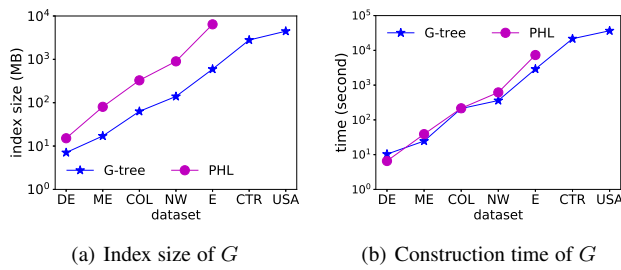 10^4
10^3
10^2
10^1
10^0
index size (MB)
G-tree PHL
DE ME COL NW E CTR USA
dataset
(a) Index size of G
10^5
10^4
10^3
10^2
10^1
10^0
time (second)
G-tree PHL
DE ME COL NW E CTR USA
dataset
(b) Construction time of G